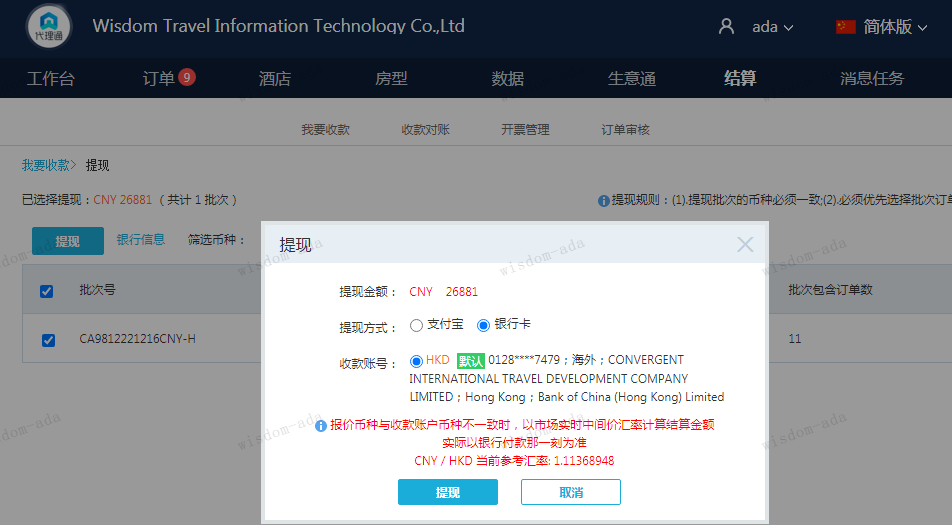 代理通
Wisdom Travel Information Technology Co.,Ltd
ada
简体版
工作台
订单 9
酒店
房型
数据
生意通
结算
消息任务
我要收款
收款对账
开票管理
订单审核
我要收款> 提现
已选择提现：CNY 26881（共计 1 批次）
提现规则：(1).提现批次的币种必须一致;(2).必须优先选择批次订单
提现
银行信息
筛选币种：
批次号
批次包含订单数
CA9812221216CNY-H
11
提现
提现金额： CNY 26881
提现方式： 支付宝 银行卡
收款账号： HKD 默认 0128****7479；海外；CONVERGENT
INTERNATIONAL TRAVEL DEVELOPMENT COMPANY
LIMITED；Hong Kong；Bank of China (Hong Kong) Limited
报价币种与收款账户币种不一致时，以市场实时中间价汇率计算结算金额
实际以银行付款那一刻为准
CNY / HKD 当前参考汇率: 1.11368948
提现
取消
wisdom-ada
wisdom-ada
wisdom-ada
wisdom-ada
wisdom-ada